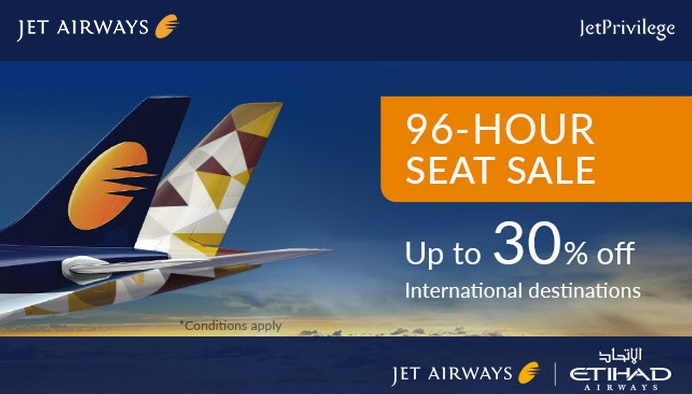 JET AIRWAYS
JetPrivilege
96-HOUR
SEAT SALE
Up to 30% off
International destinations
*Conditions apply
JET AIRWAYS
الإتحاد
ETIHAD
AIRWAYS